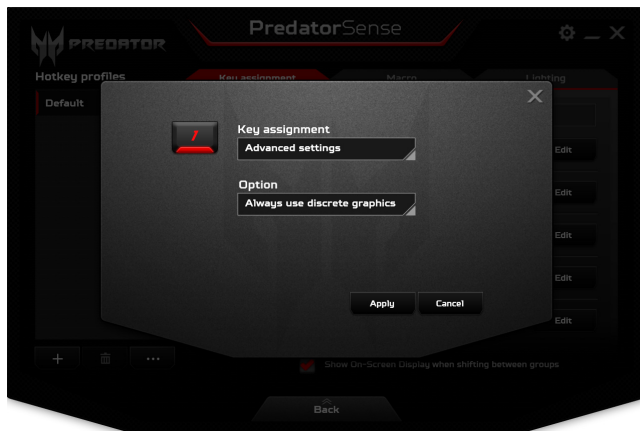 PREDATOR
PredatorSense
Hotkey profiles
Key assignment
Macro
Lighting
Default
Key assignment
Advanced settings
Edit
Option
Edit
Always use discrete graphics
Edit
Edit
Apply
Cancel
Edit
Show On-Screen Display when shifting between groups
Back